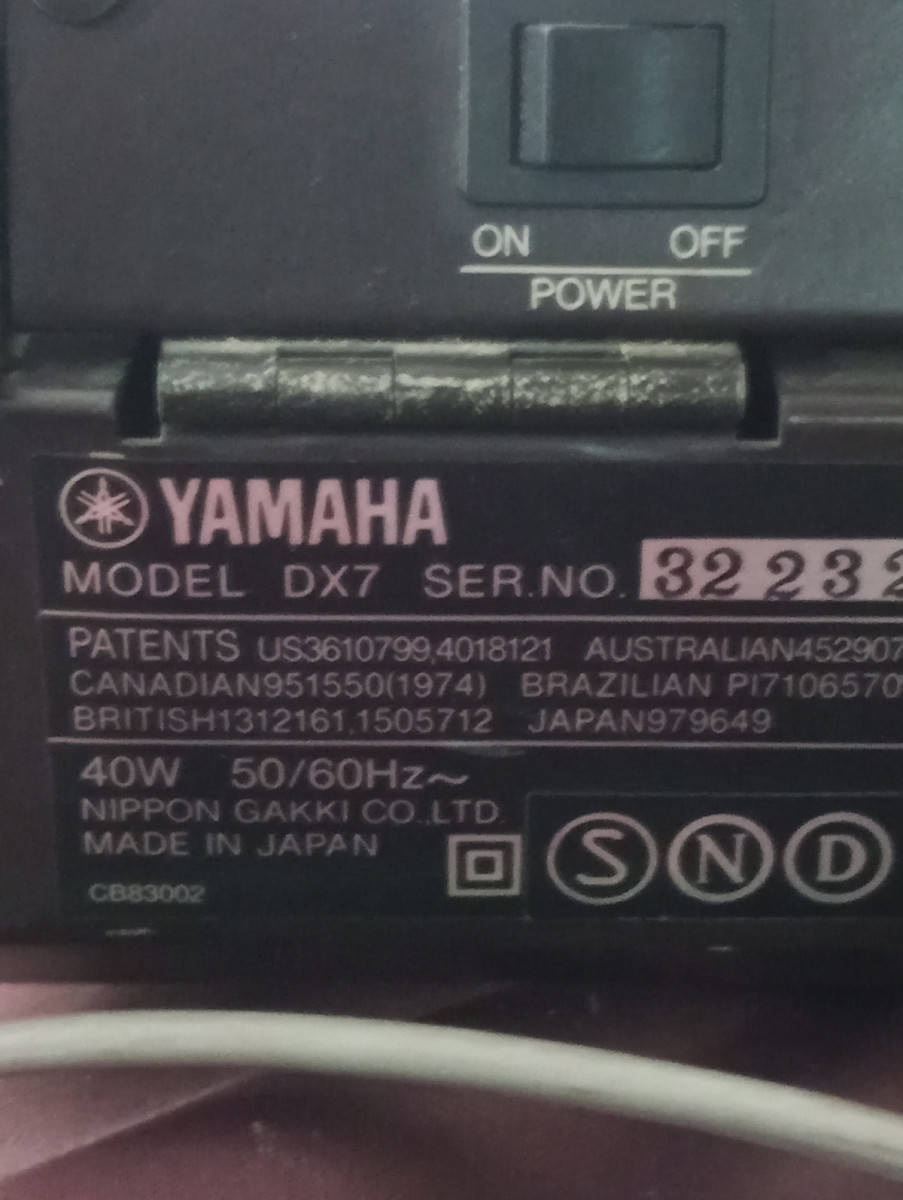 ON OFF
POWER
YAMAHA
MODEL DX7 SER.NO. 32232
PATENTS US3610799,4018121 AUSTRALIAN452907
CANADIAN951550(1974) BRAZILIAN PI7106570
BRITISH1312161,1505712 JAPAN979649
40W 50/60Hz~
NIPPON GAKKI CO.,LTD.
MADE IN JAPAN
S N D
CB83002